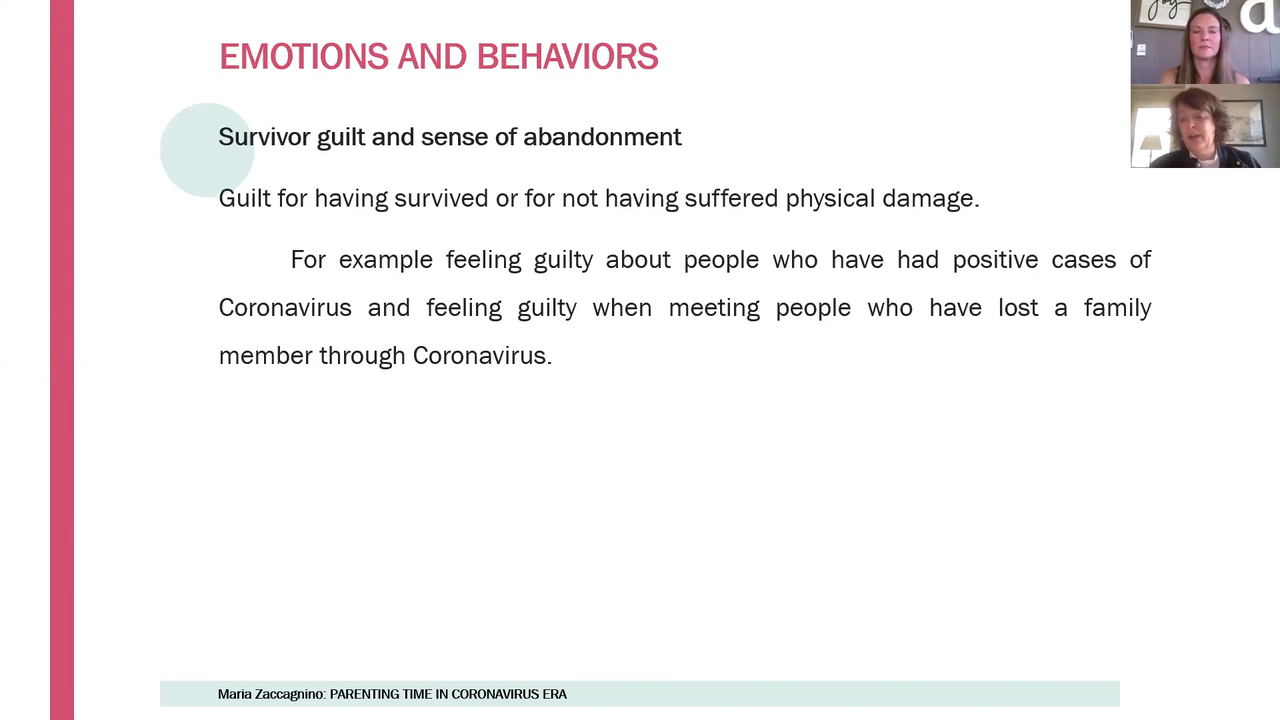 EMOTIONS AND BEHAVIORS
Survivor guilt and sense of abandonment
Guilt for having survived or for not having suffered physical damage.
For example feeling guilty about people who have had positive cases of
Coronavirus and feeling guilty when meeting people who have lost a family
member through Coronavirus.
Maria Zaccagnino: PARENTING TIME IN CORONAVIRUS ERA
joy
a